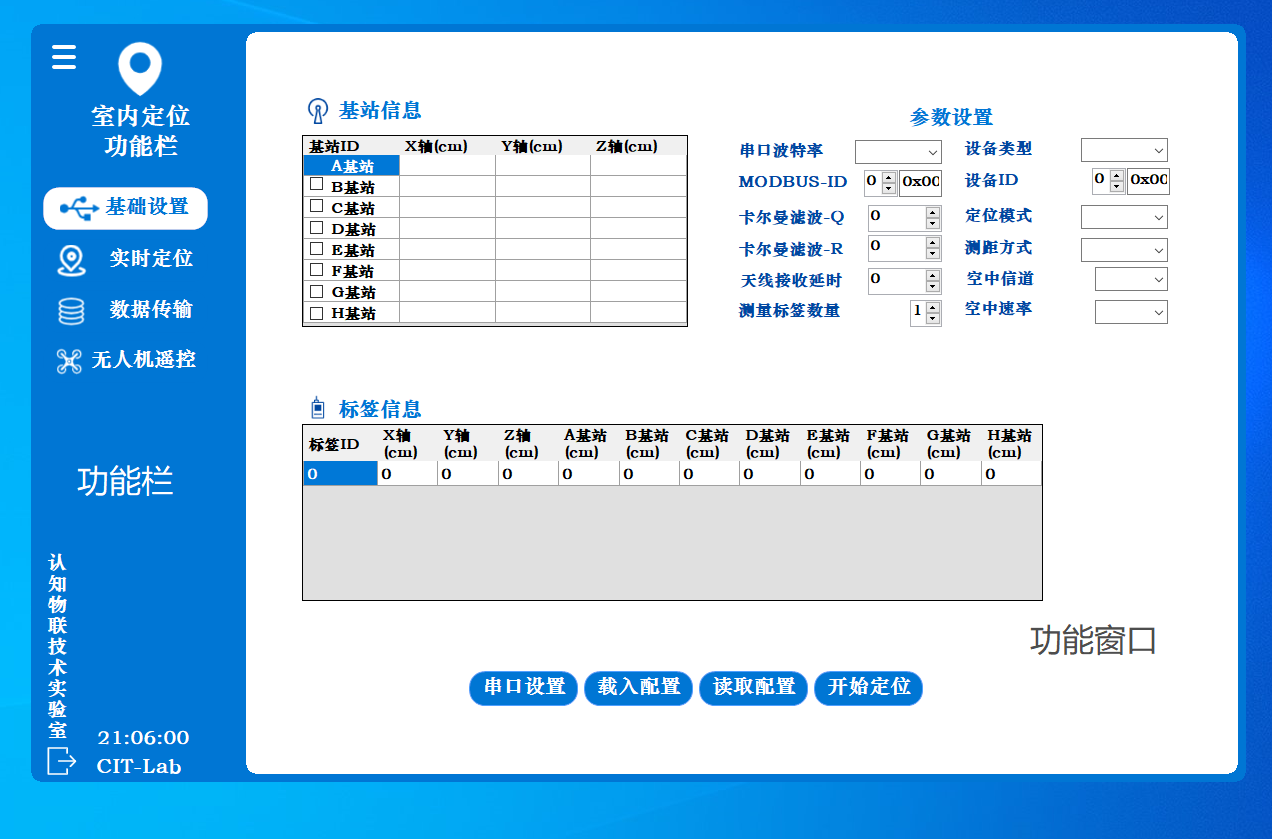 室内定位
功能栏
基础设置
实时定位
数据传输
无人机遥控
功能栏
认知物联技术实验室
21:06:00
CIT-Lab
基站信息
基站ID X轴(cm) Y轴(cm) Z轴(cm)
A基站
B基站
C基站
D基站
E基站
F基站
G基站
H基站
参数设置
串口波特率 设备类型
MODBUS-ID 0 0x00 设备ID 0 0x00
卡尔曼滤波-Q 0 定位模式
卡尔曼滤波-R 0 测距方式
天线接收延时 0 空中信道
测量标签数量 1 空中速率
标签信息
标签ID X轴(cm) Y轴(cm) Z轴(cm) A基站(cm) B基站(cm) C基站(cm) D基站(cm) E基站(cm) F基站(cm) G基站(cm) H基站(cm)
0 0 0 0 0 0 0 0 0 0 0 0
功能窗口
串口设置 载入配置 读取配置 开始定位